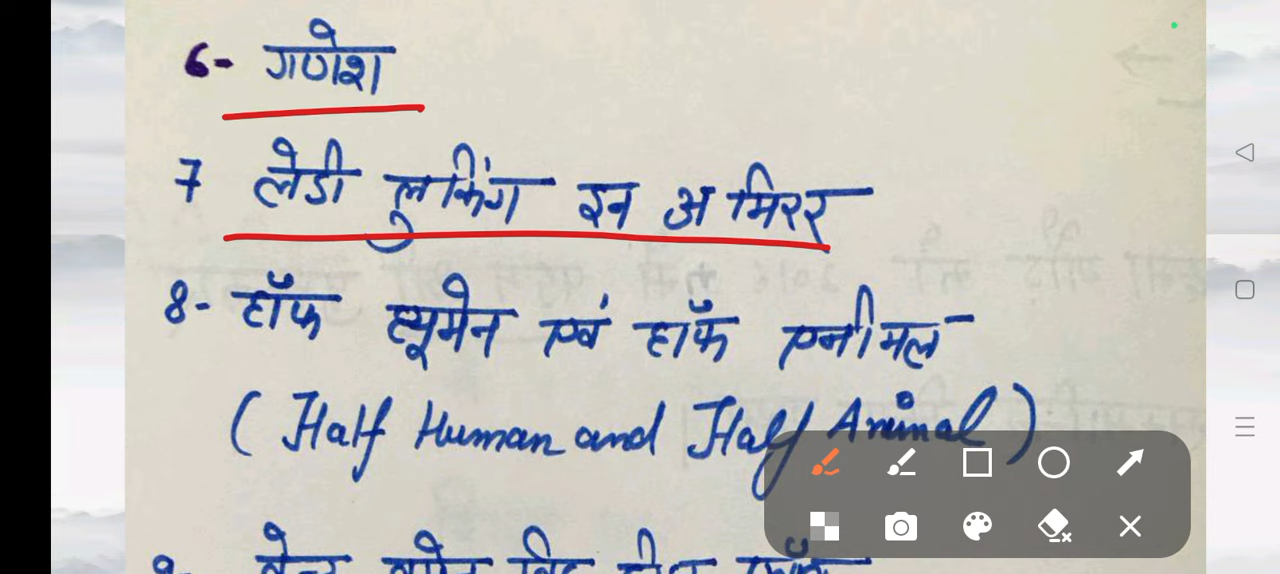 6- गणेश
7 लेडी लुकिंग इन अ मिरर
8- हॉफ ह्यूमेन एवं हॉफ एनीमल
( Half Human and Half Animal )